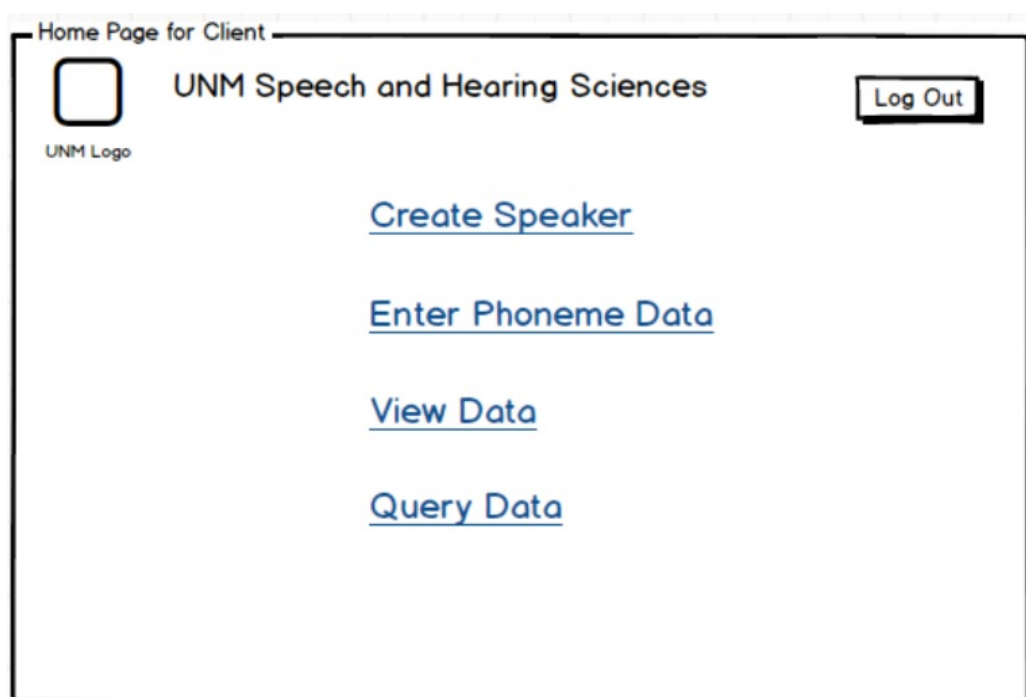 Home Page for Client
UNM Speech and Hearing Sciences
Log Out
UNM Logo
Create Speaker
Enter Phoneme Data
View Data
Query Data